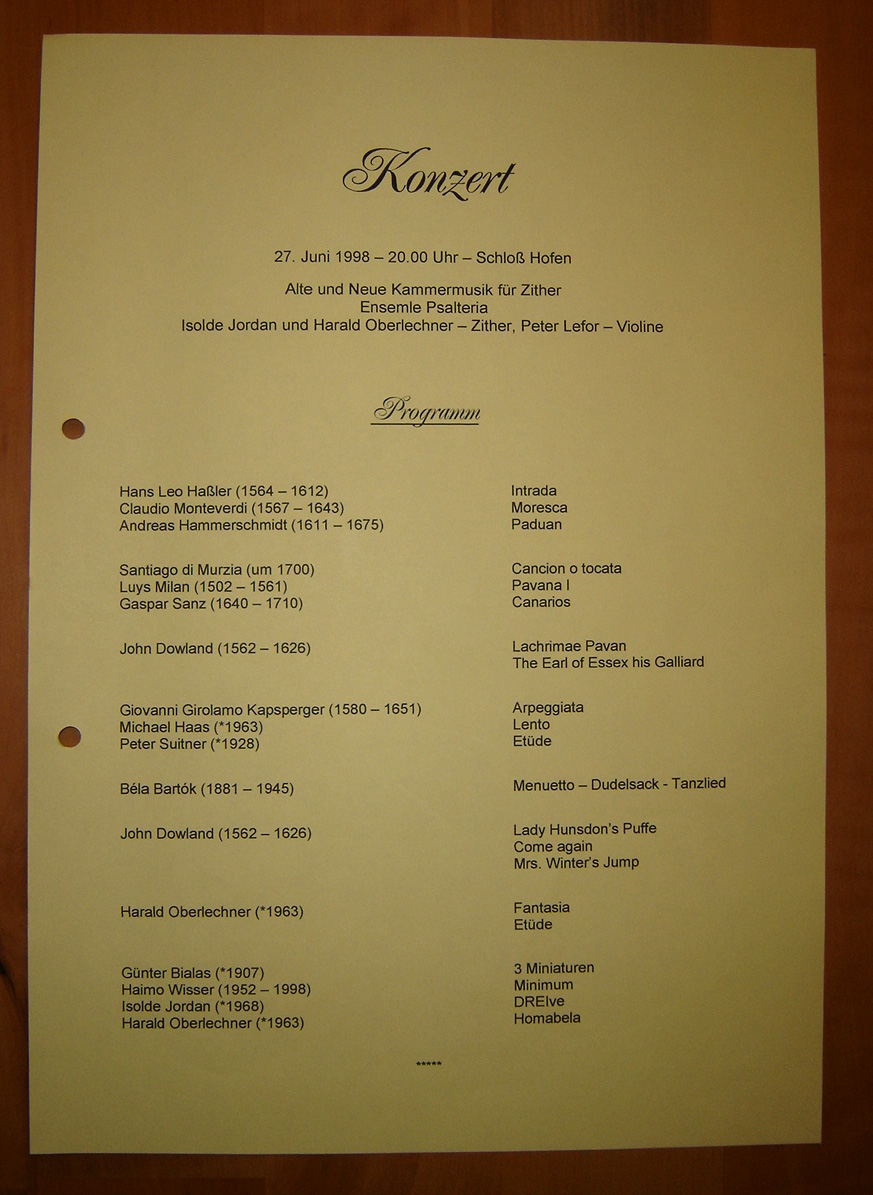 Konzert
27. Juni 1998 – 20.00 Uhr – Schloß Hofen
Alte und Neue Kammermusik für Zither
Ensemle Psalteria
Isolde Jordan und Harald Oberlechner – Zither, Peter Lefor – Violine
Programm
Hans Leo Haßler (1564 – 1612) Intrada
Claudio Monteverdi (1567 – 1643) Moresca
Andreas Hammerschmidt (1611 – 1675) Paduan
Santiago di Murzia (um 1700) Cancion o tocata
Luys Milan (1502 – 1561) Pavana I
Gaspar Sanz (1640 – 1710) Canarios
John Dowland (1562 – 1626) Lachrimae Pavan
The Earl of Essex his Galliard
Giovanni Girolamo Kapsperger (1580 – 1651) Arpeggiata
Michael Haas (*1963) Lento
Peter Suitner (*1928) Etüde
Béla Bartók (1881 – 1945) Menuetto – Dudelsack - Tanzlied
John Dowland (1562 – 1626) Lady Hunsdon's Puffe
Come again
Mrs. Winter's Jump
Harald Oberlechner (*1963) Fantasia
Etüde
Günter Bialas (*1907) 3 Miniaturen
Haimo Wisser (1952 – 1998) Minimum
Isolde Jordan (*1968) DREIve
Harald Oberlechner (*1963) Homabela
*****